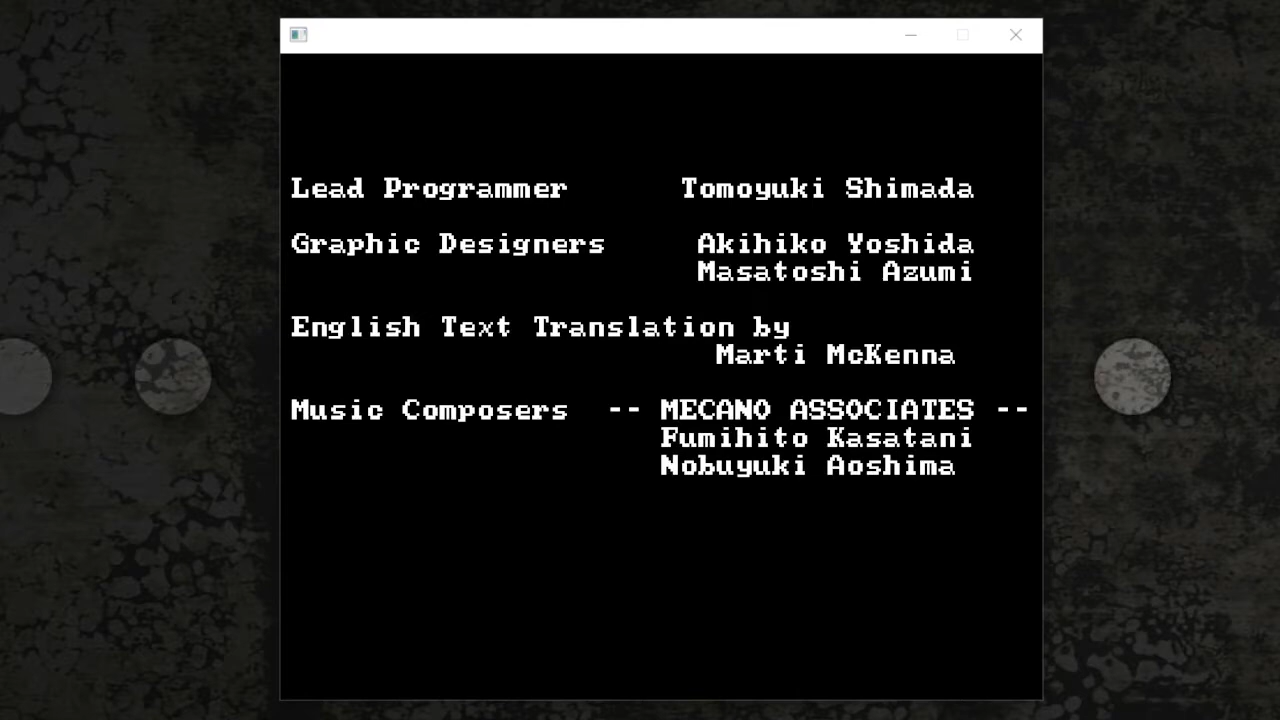 Lead Programmer Tomoyuki Shimada
Graphic Designers Akihiko Yoshida
Masatoshi Azumi
English Text Translation by
Marti McKenna
Music Composers -- MECANO ASSOCIATES --
Fumihito Kasatani
Nobuyuki Aoshima